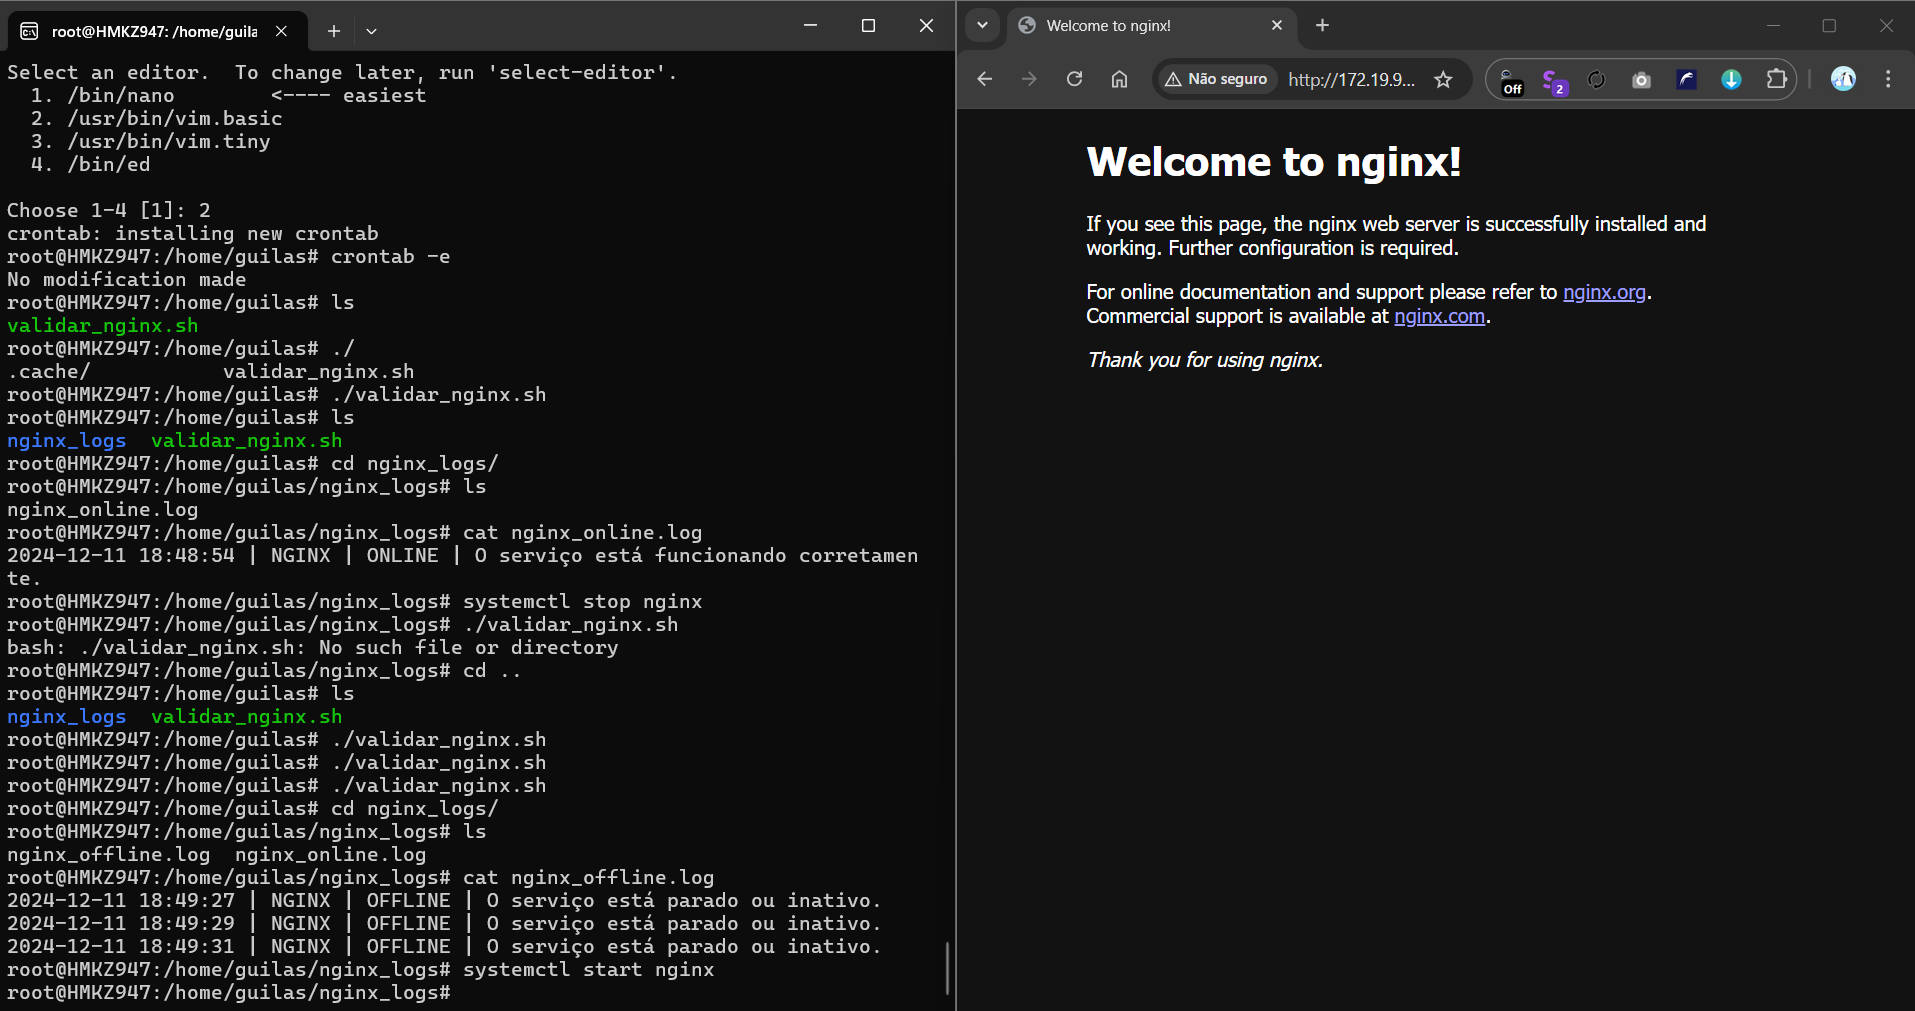 root@HMKZ947: /home/guila
Select an editor.  To change later, run 'select-editor'.
  1. /bin/nano        <---- easiest
  2. /usr/bin/vim.basic
  3. /usr/bin/vim.tiny
  4. /bin/ed
Choose 1-4 [1]: 2
crontab: installing new crontab
root@HMKZ947:/home/guilas# crontab -e
No modification made
root@HMKZ947:/home/guilas# ls
validar_nginx.sh
root@HMKZ947:/home/guilas# ./
.cache/           validar_nginx.sh
root@HMKZ947:/home/guilas# ./validar_nginx.sh
root@HMKZ947:/home/guilas# ls
nginx_logs  validar_nginx.sh
root@HMKZ947:/home/guilas# cd nginx_logs/
root@HMKZ947:/home/guilas/nginx_logs# ls
nginx_online.log
root@HMKZ947:/home/guilas/nginx_logs# cat nginx_online.log
2024-12-11 18:48:54 | NGINX | ONLINE | O serviço está funcionando corretamen
te.
root@HMKZ947:/home/guilas/nginx_logs# systemctl stop nginx
root@HMKZ947:/home/guilas/nginx_logs# ./validar_nginx.sh
bash: ./validar_nginx.sh: No such file or directory
root@HMKZ947:/home/guilas/nginx_logs# cd ..
root@HMKZ947:/home/guilas# ls
nginx_logs  validar_nginx.sh
root@HMKZ947:/home/guilas# ./validar_nginx.sh
root@HMKZ947:/home/guilas# ./validar_nginx.sh
root@HMKZ947:/home/guilas# ./validar_nginx.sh
root@HMKZ947:/home/guilas# cd nginx_logs/
root@HMKZ947:/home/guilas/nginx_logs# ls
nginx_offline.log  nginx_online.log
root@HMKZ947:/home/guilas/nginx_logs# cat nginx_offline.log
2024-12-11 18:49:27 | NGINX | OFFLINE | O serviço está parado ou inativo.
2024-12-11 18:49:29 | NGINX | OFFLINE | O serviço está parado ou inativo.
2024-12-11 18:49:31 | NGINX | OFFLINE | O serviço está parado ou inativo.
root@HMKZ947:/home/guilas/nginx_logs# systemctl start nginx
root@HMKZ947:/home/guilas/nginx_logs#
Welcome to nginx!
Não seguro
http://172.19.9...
Off
2
Welcome to nginx!
If you see this page, the nginx web server is successfully installed and
working. Further configuration is required.
For online documentation and support please refer to nginx.org.
Commercial support is available at nginx.com.
Thank you for using nginx.